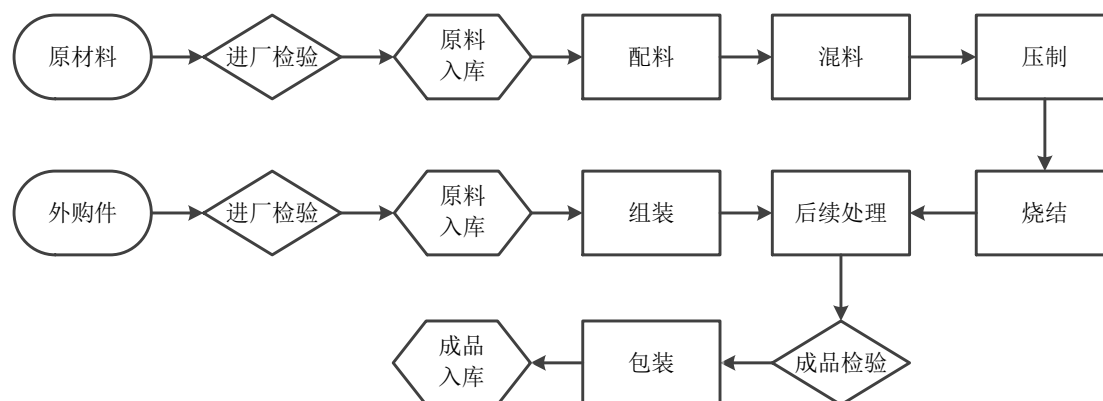 原材料
进厂检验
原料
入库
配料
混料
压制
外购件
进厂检验
原料
入库
组装
后续处理
烧结
成品
入库
包装
成品检验